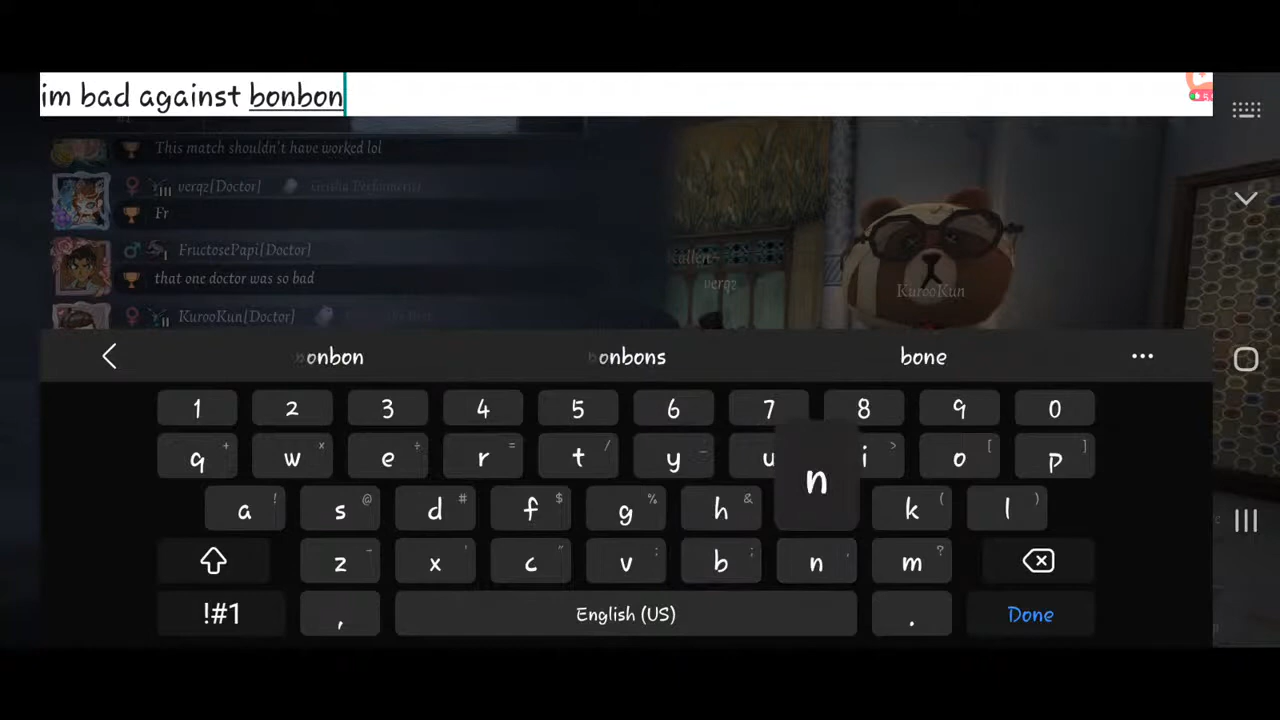 im bad against bonbon
This match shouldn't have worked lol
verqz[Doctor]
Fr
FructosePapi[Doctor]
that one doctor was so bad
KurooKun[Doctor]
verqz
KurooKun
onbon onbons bone
1 2 3 4 5 6 7 8 9 0
q + w × e ÷ r = t / y _ u i > o [ p ]
n
a ! s @ d # f $ g % h & k ( l )
z - x ' c " v : b ; n , m ?
!#1 , English (US) . Done